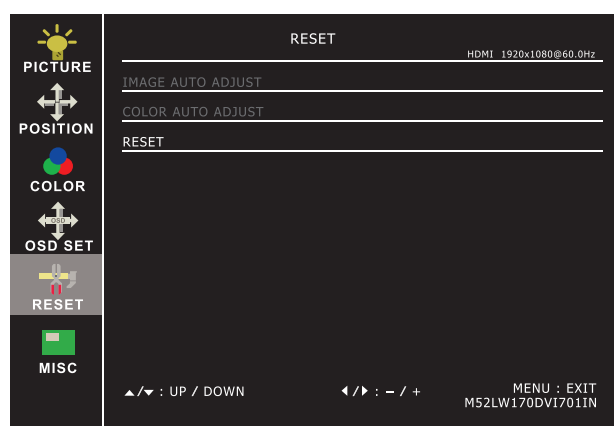 RESET
HDMI 1920x1080@60.0Hz
PICTURE
IMAGE AUTO ADJUST
COLOR AUTO ADJUST
POSITION
RESET
COLOR
OSD
OSD SET
RESET
MISC
▲/▼ : UP / DOWN
◀/▶ : – / +
MENU : EXIT
M52LW170DVI701IN